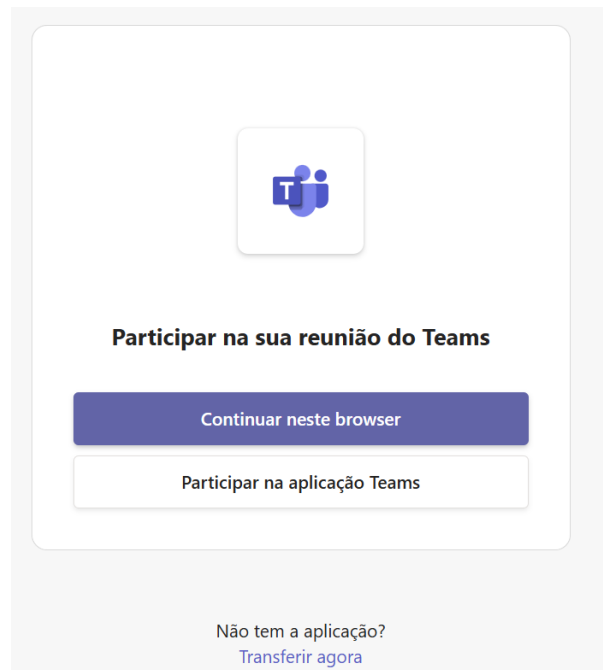 T
Participar na sua reunião do Teams
Continuar neste browser
Participar na aplicação Teams
Não tem a aplicação?
Transferir agora